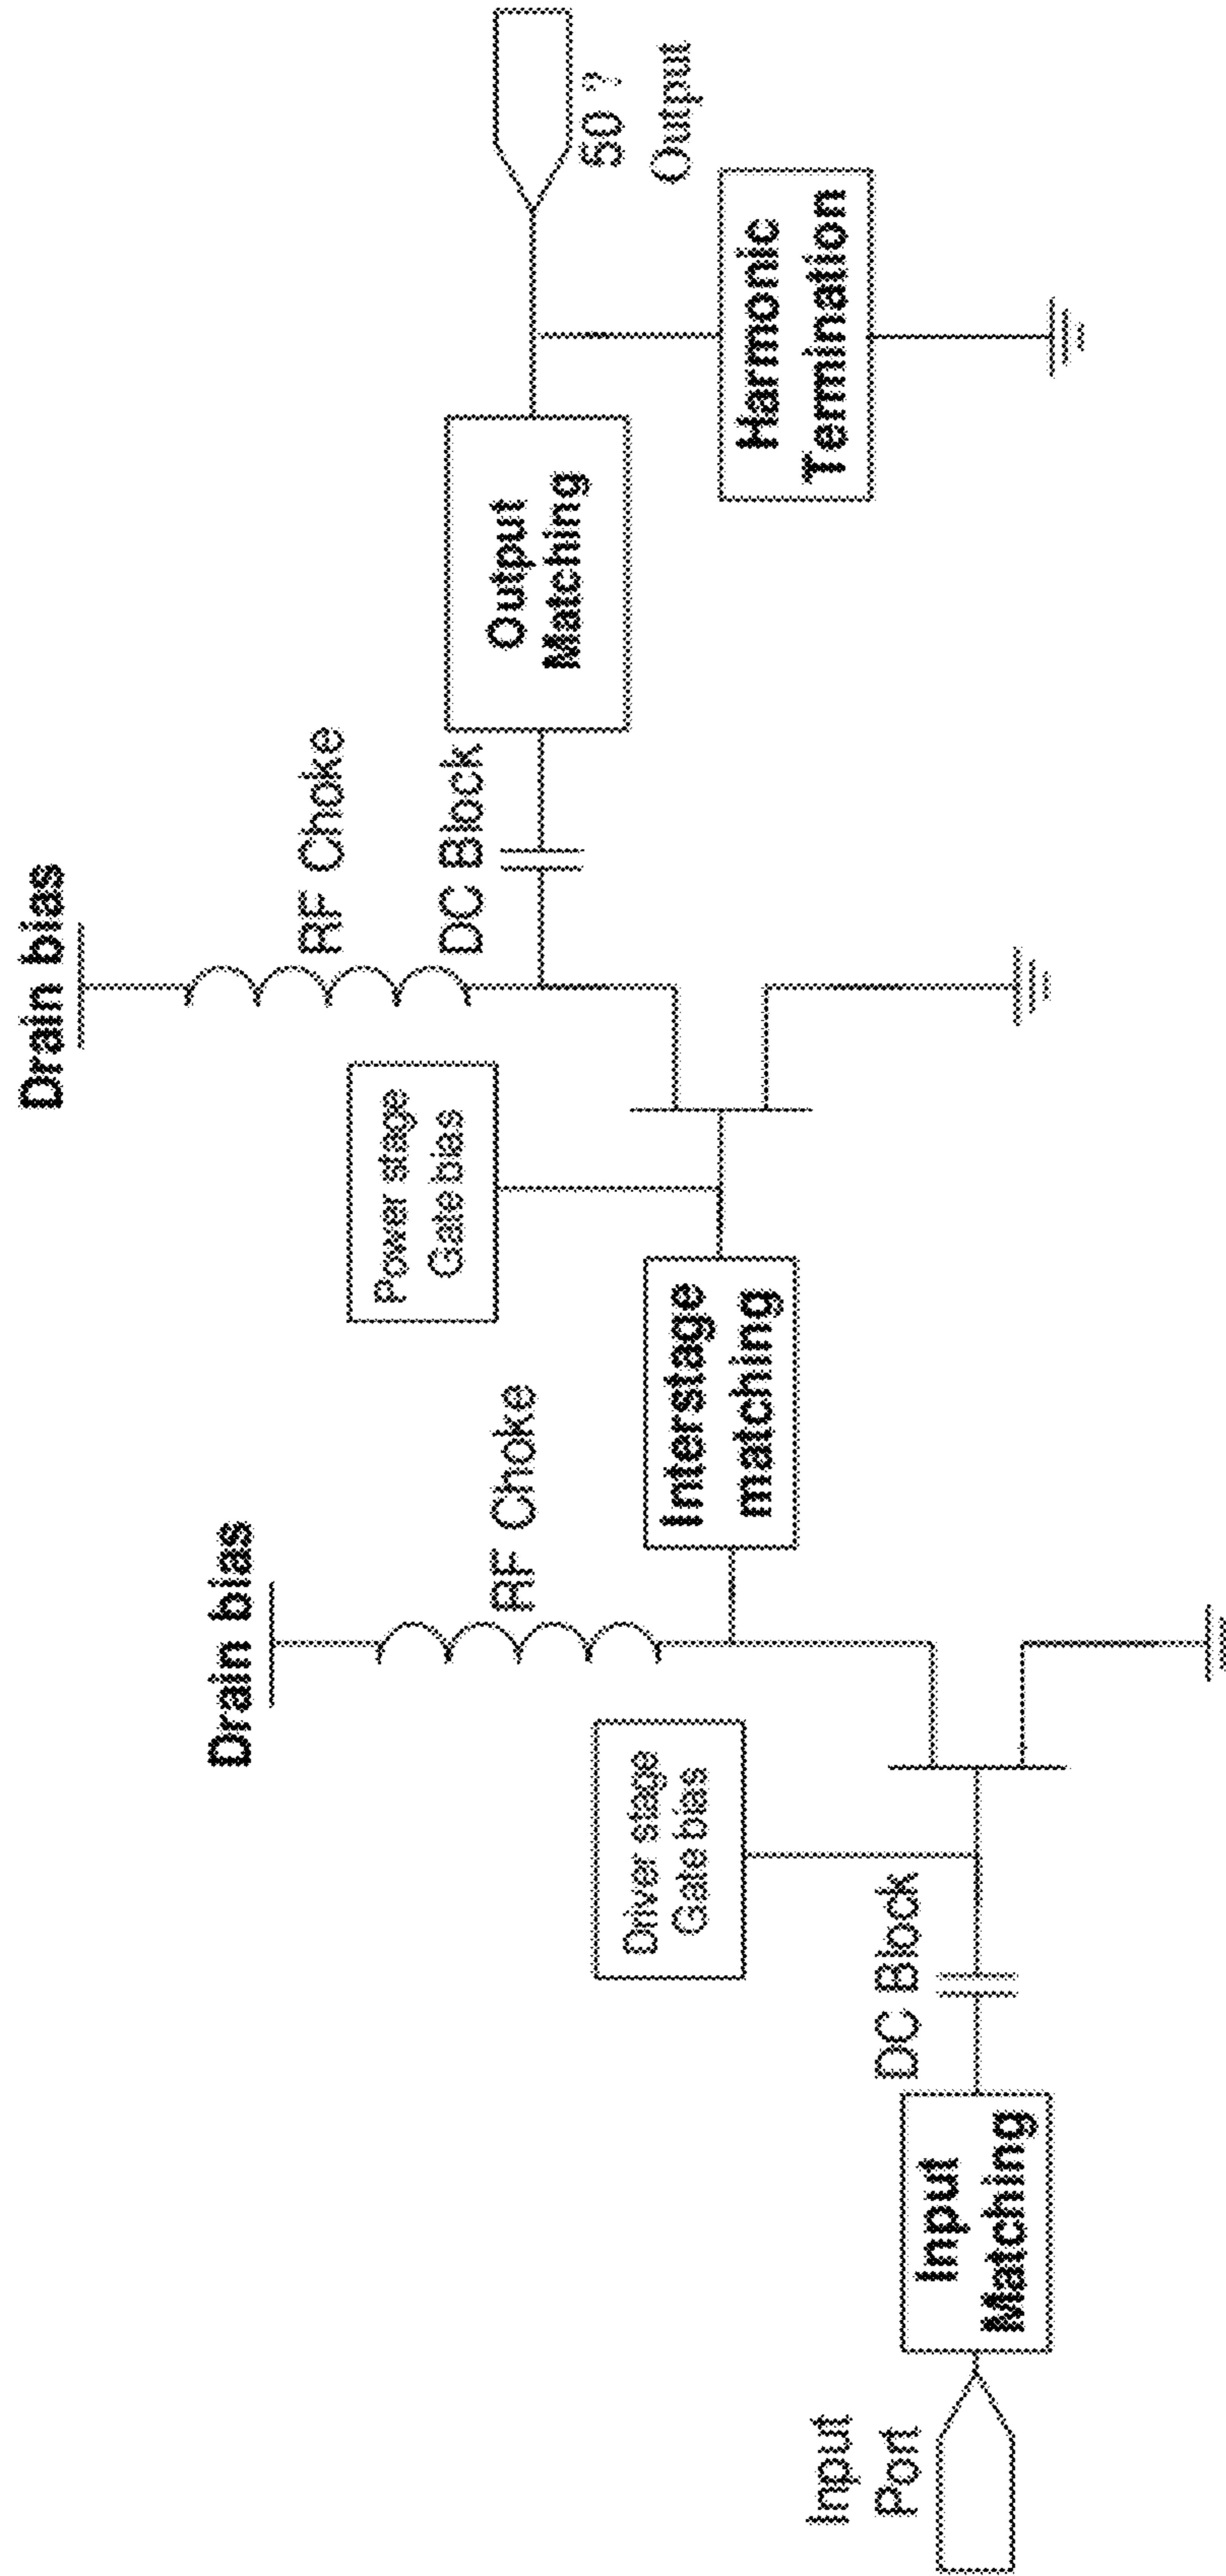 Input
Port
Input
Matching
DC Block
Driver stage
Gate bias
Drain bias
RF Choke
Interstage
matching
Power stage
Gate bias
Drain bias
RF Choke
DC Block
Output
Matching
Harmonic
Termination
50 ?
Output